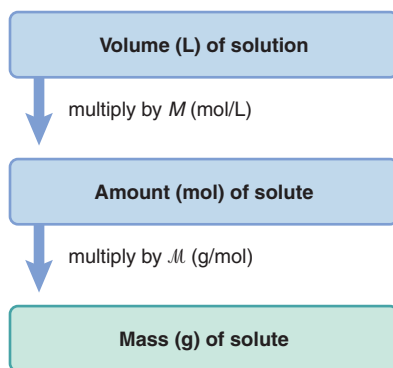 Volume (L) of solution
multiply by M (mol/L)
Amount (mol) of solute
multiply by ℳ (g/mol)
Mass (g) of solute